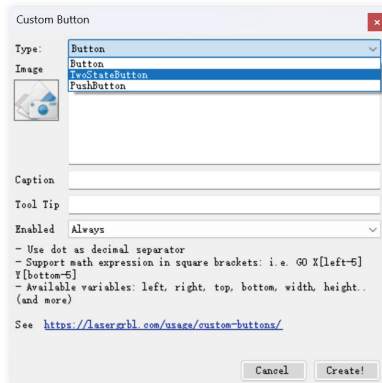 Custom Button
Type:
Button
Image
Button
TwoStateButton
PushButton
Caption
Tool Tip
Enabled
Always
- Use dot as decimal separator
- Support math expression in square brackets: i.e. G0 X[left-5]
Y[bottom-5]
- Available variables: left, right, top, bottom, width, height..
(and more)
See https://lasergrbl.com/usage/custom-buttons/
Cancel
Create!